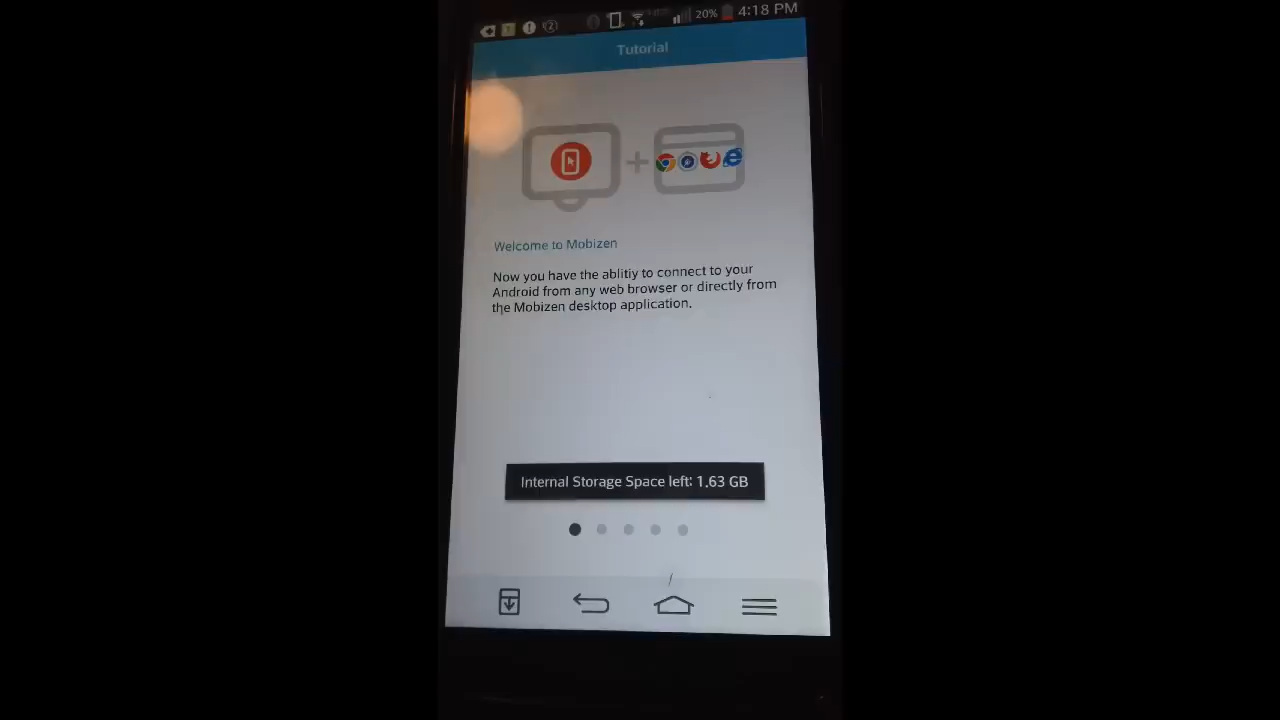 20% 4:18 PM
Tutorial
Welcome to Mobizen
Now you have the ablitiy to connect to your
Android from any web browser or directly from
the Mobizen desktop application.
Internal Storage Space left: 1.63 GB